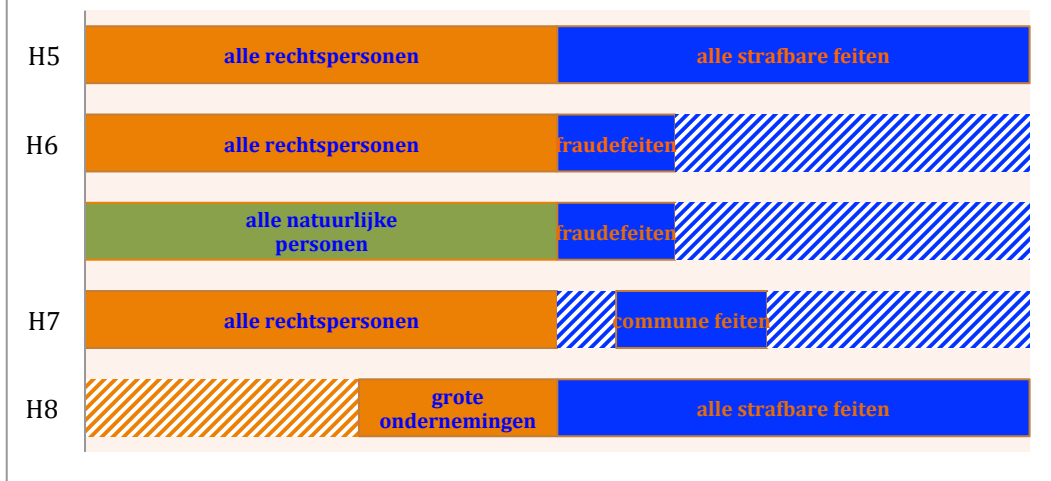 H5
alle rechtspersonen
alle strafbare feiten
H6
alle rechtspersonen
fraudefeiten
alle natuurlijke
personen
fraudefeiten
H7
alle rechtspersonen
commune feiten
H8
grote
ondernemingen
alle strafbare feiten